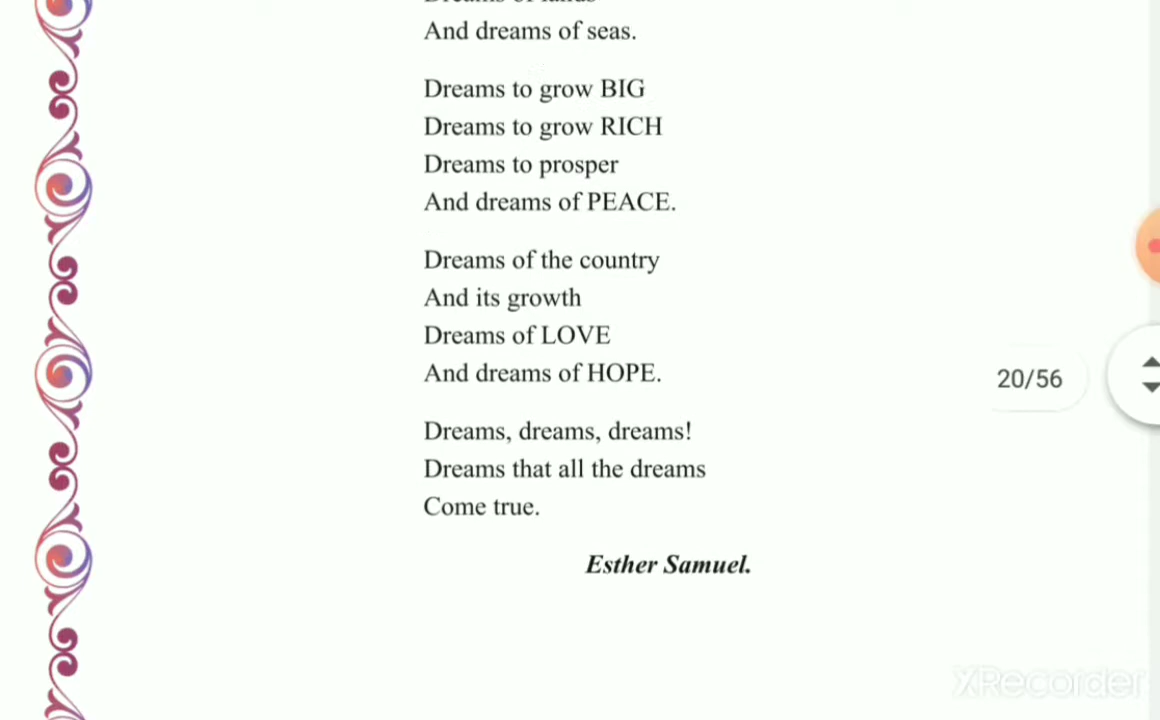 And dreams of seas.
Dreams to grow BIG
Dreams to grow RICH
Dreams to prosper
And dreams of PEACE.
Dreams of the country
And its growth
Dreams of LOVE
And dreams of HOPE.
Dreams, dreams, dreams!
Dreams that all the dreams
Come true.
Esther Samuel.
20/56
XRecorder